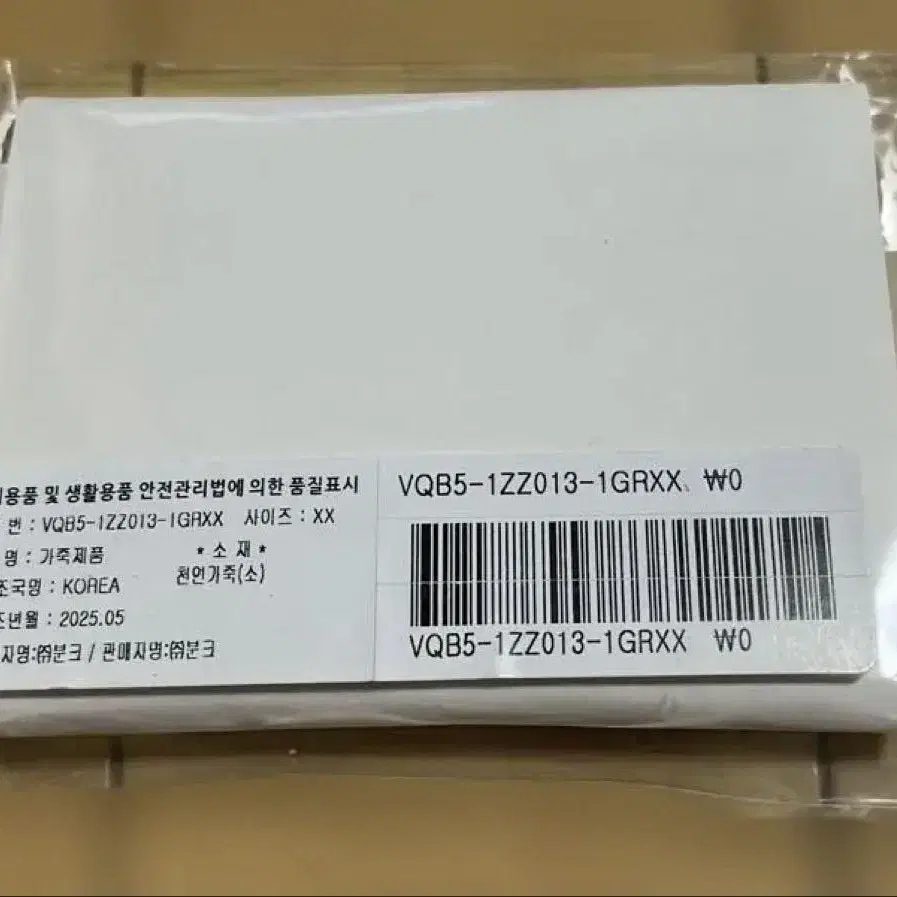 용품 및 생활용품 안전관리법에 의한 품질표시
번 : VQB5-1ZZ013-1GRXX 사이즈 : XX
명 : 가죽제품
* 소 재 *
천연가죽(소)
조국명 : KOREA
조년월 : 2025.05
자명:㈜분크 / 판매자명:㈜분크
VQB5-1ZZ013-1GRXX ₩0
VQB5-1ZZ013-1GRXX ₩0